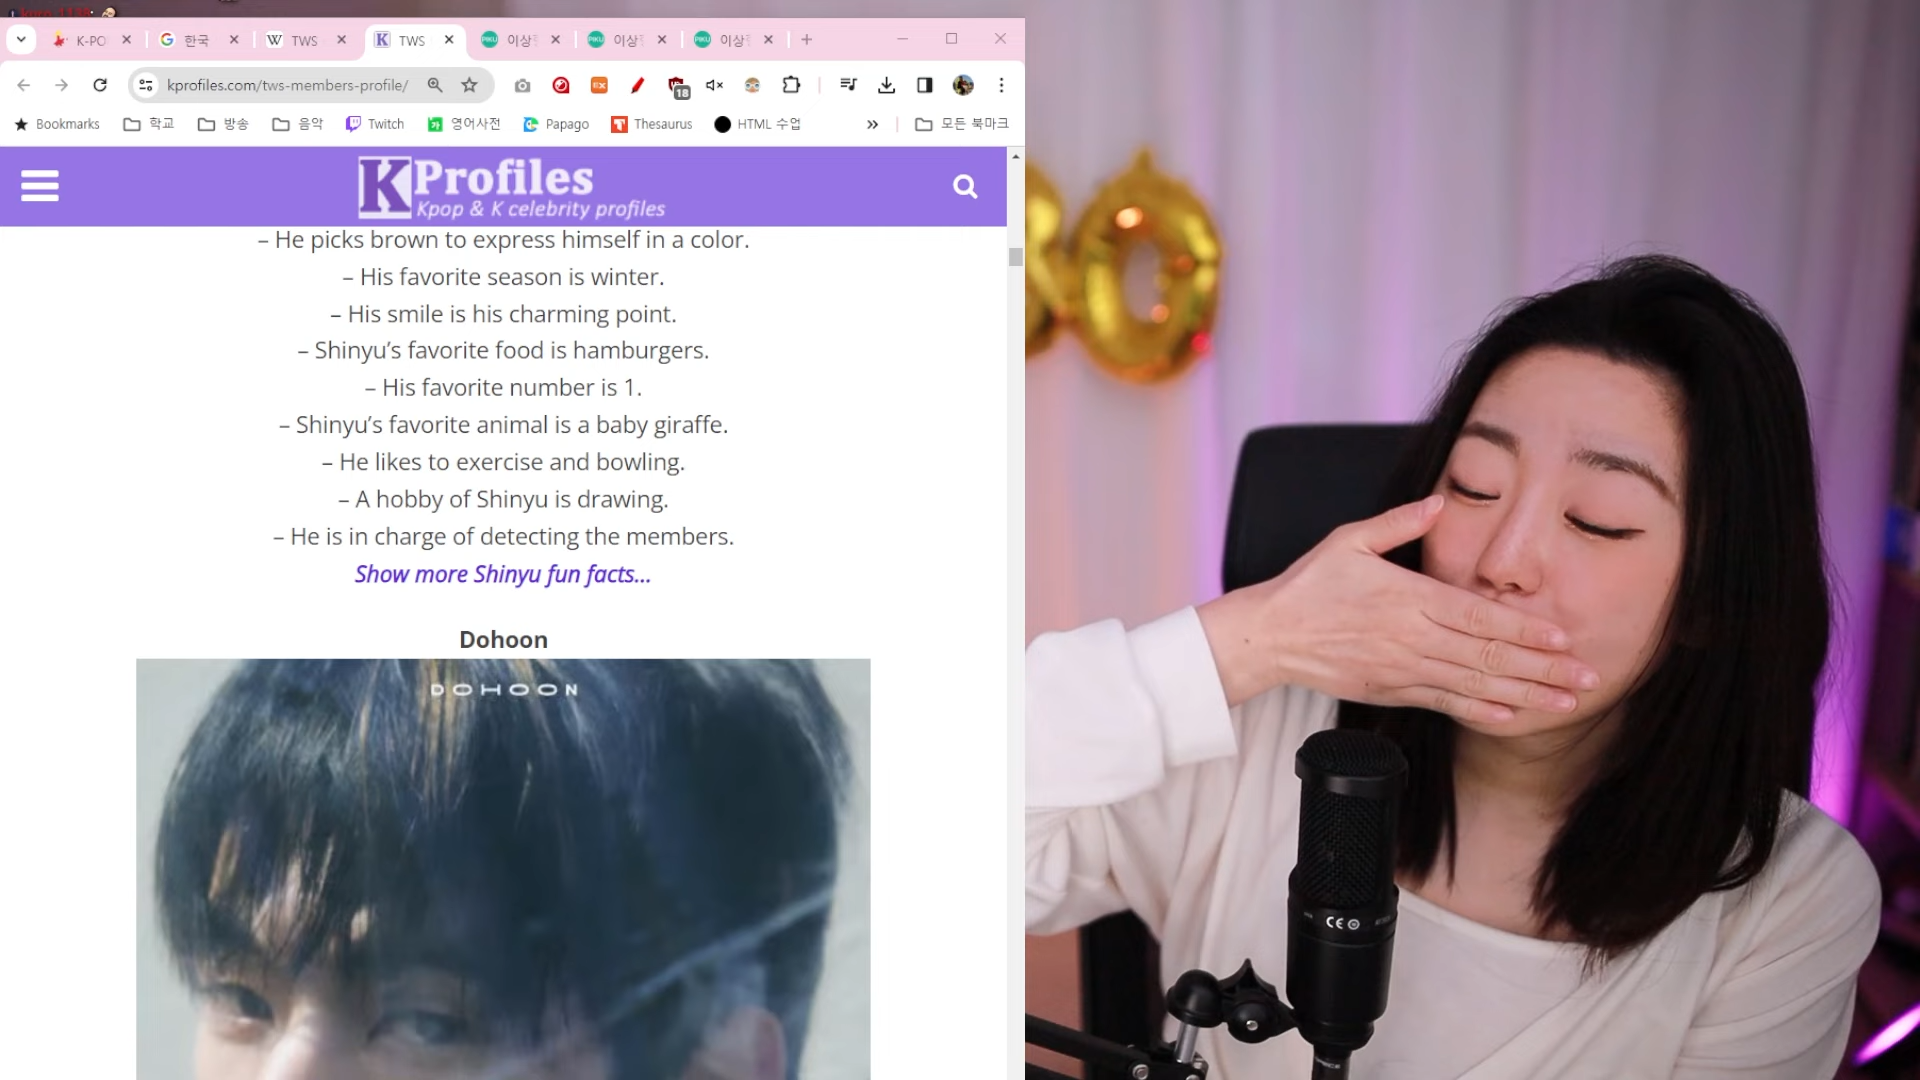 K-PO
한국
TWS
TWS
이상
이상
이상
kprofiles.com/tws-members-profile/
18
Bookmarks
학교
방송
음악
Twitch
영어사전
Papago
Thesaurus
HTML 수업
모든 북마크
KProfiles
Kpop & K celebrity profiles
– He picks brown to express himself in a color.
– His favorite season is winter.
– His smile is his charming point.
– Shinyu’s favorite food is hamburgers.
– His favorite number is 1.
– Shinyu’s favorite animal is a baby giraffe.
– He likes to exercise and bowling.
– A hobby of Shinyu is drawing.
– He is in charge of detecting the members.
Show more Shinyu fun facts...
Dohoon
DOHOON
CE